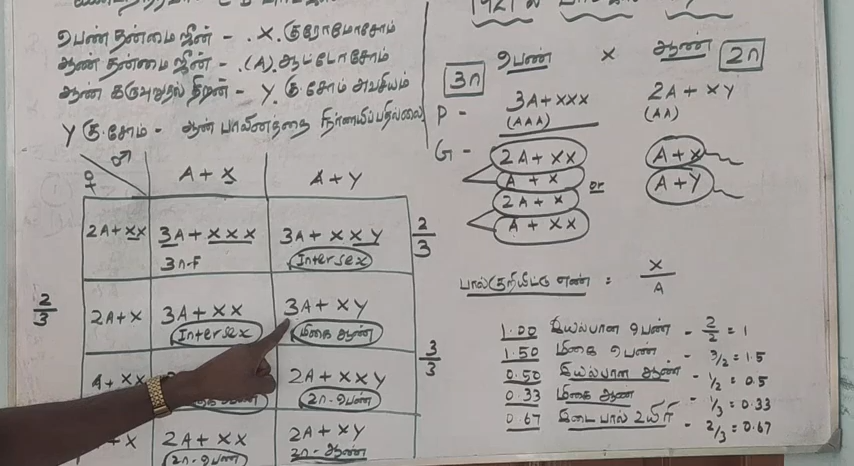 பெண்தன்மை ஜீன் - X குரோமோசோம்
ஆண் தன்மை ஜீன் - (A) ஆட்டோசோம்
ஆண் கருவுறுதல் திறன் - Y கு.சோம் அவசியம்
Y கு.சோம் - ஆண் பாலினத்தை நிர்ணயிப்பதில்லை
♂
♀
A + X
A + Y
2A + XX
3A + XXX
3n-F
3A + XXY
Intersex
2/3
2/3
2A + X
3A + XX
Intersex
3A + XY
மிகை ஆண்
3/3
A + XX
2A + XXY
2n-பெண்
X
2A + XX
2n-பெண்
2A + XY
2n-ஆண்
1921ல்
3n
பெண்
×
ஆண்
2n
P -
3A + XXX
(AAA)
2A + XY
(AA)
G -
2A + XX
A + X
or
2A + X
A + XX
A + X
A + Y
பால்குறியீட்டு எண் = X/A
1.00 இயல்பான பெண் - 2/2 = 1
1.50 மிகை பெண் - 3/2 = 1.5
0.50 இயல்பான ஆண் - 1/2 = 0.5
0.33 மிகை ஆண் - 1/3 = 0.33
0.67 இடைபால் உயிர் - 2/3 = 0.67